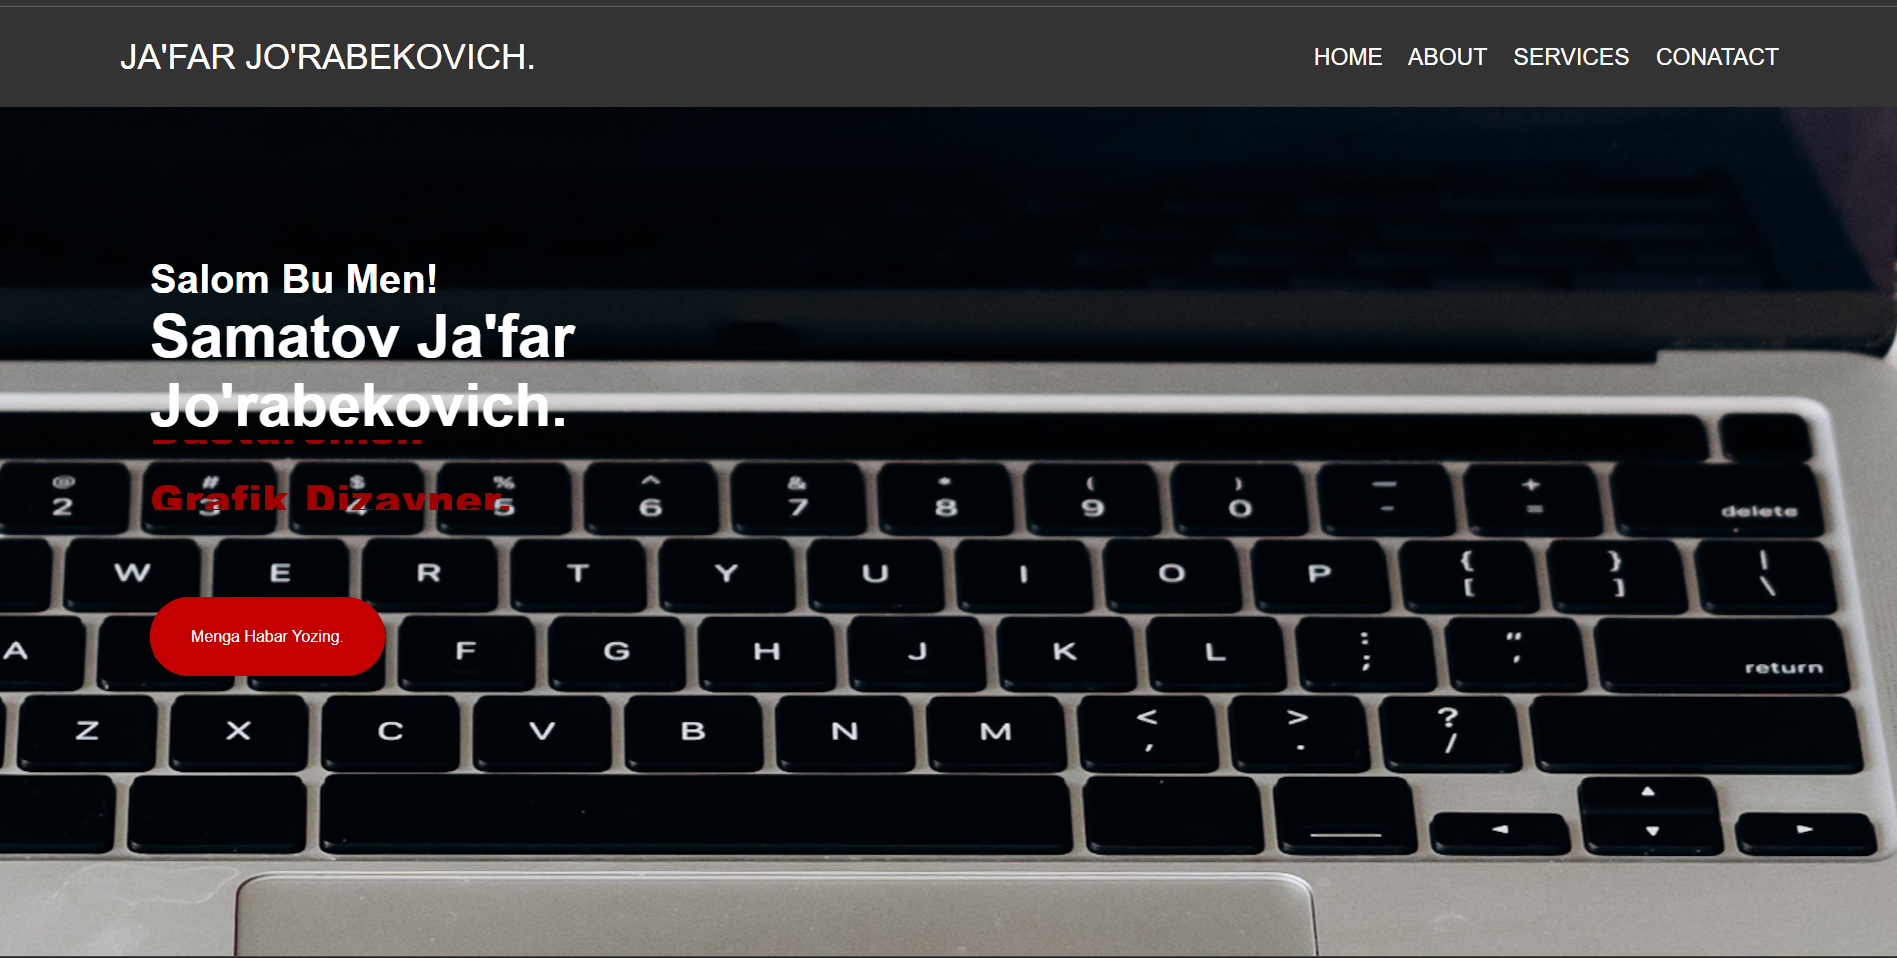 JA'FAR JO'RABEKOVICH.
HOME ABOUT SERVICES CONATACT
Salom Bu Men!
Samatov Ja'far
Jo'rabekovich.
Grafik Dizayner.
Menga Habar Yozing.
@ # $ % ^ & * ( ) — +
2 3 4 5 6 7 8 9 0 - = delete
W E R T Y U I O P { } |
[ ] \
A F G H J K L : "
; ' return
Z X C V B N M < > ?
, . /